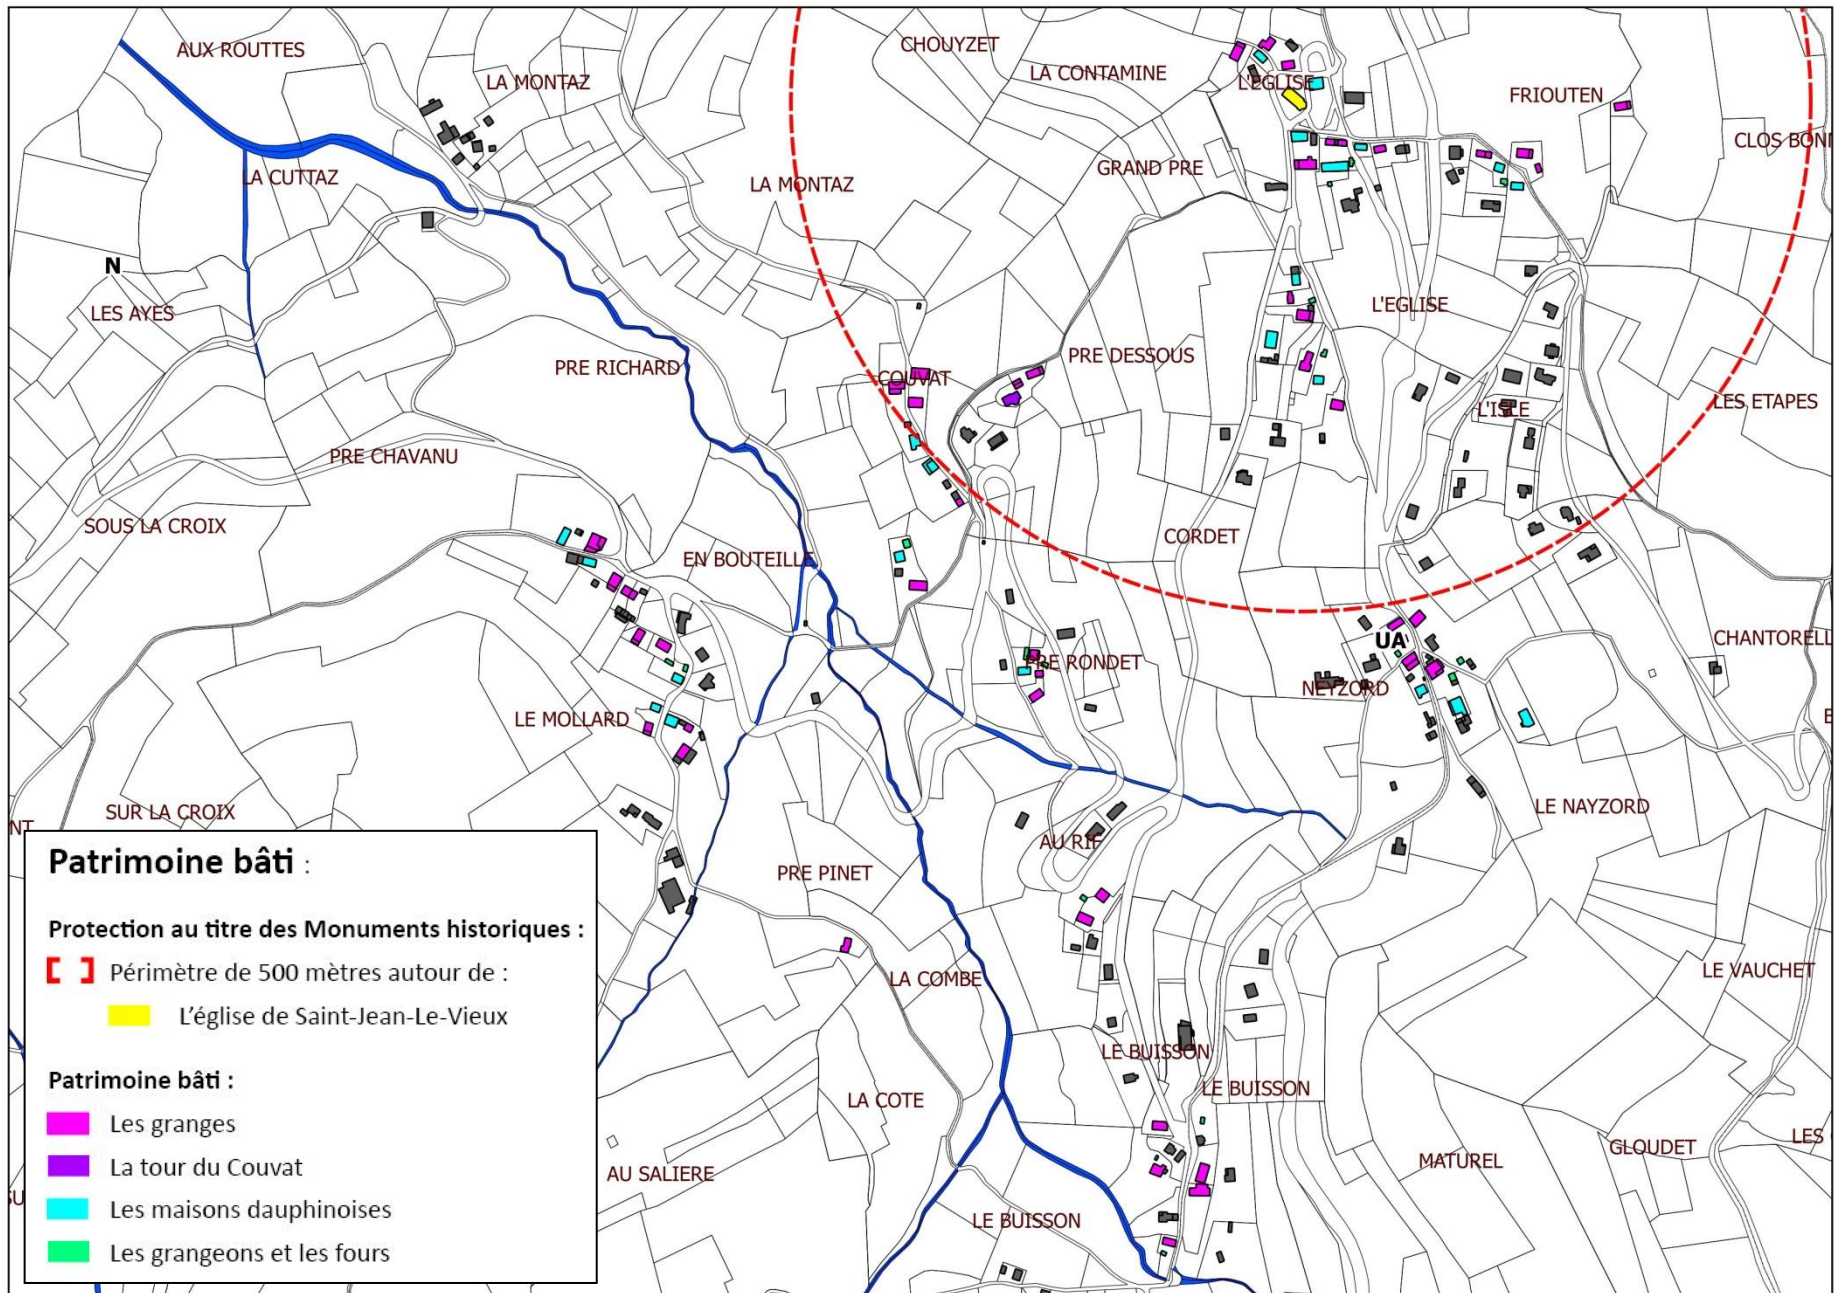 AUX ROUTTES
LA MONTAZ
CHOUYZET
LA CONTAMINE
L'EGLISE
FRIOUTEN
CLOS BONN
LA CUTTAZ
LA MONTAZ
GRAND PRE
N
LES AYES
L'EGLISE
PRE RICHARD
PRE DESSOUS
COUVAT
L'ISLE
LES ETAPES
PRE CHAVANU
SOUS LA CROIX
EN BOUTEILLE
CORDET
UA
CHANTORELL
PRE RONDET
NEYZORD
LE MOLLARD
SUR LA CROIX
LE NAYZORD
NT
AU RIF
PRE PINET
LA COMBE
LE VAUCHET
LE BUISSON
LE BUISSON
LA COTE
LES
GLOUDET
MATUREL
AU SALIERE
LE BUISSON
Patrimoine bâti :
Protection au titre des Monuments historiques :
Périmètre de 500 mètres autour de :
L'église de Saint-Jean-Le-Vieux
Patrimoine bâti :
Les granges
La tour du Couvat
Les maisons dauphinoises
Les grangeons et les fours